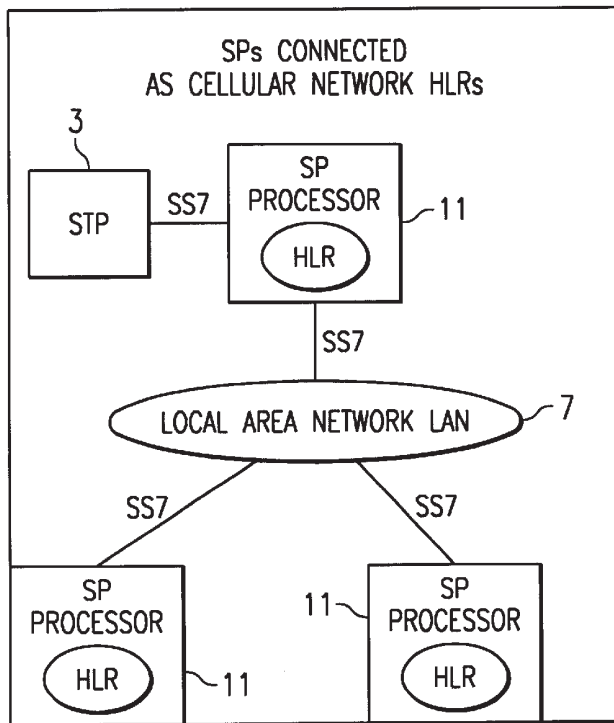 SPs CONNECTED
AS CELLULAR NETWORK HLRs
3
STP
SS7
SP
PROCESSOR
HLR
11
SS7
LOCAL AREA NETWORK LAN
7
SS7
SS7
SP
PROCESSOR
HLR
11
11
SP
PROCESSOR
HLR